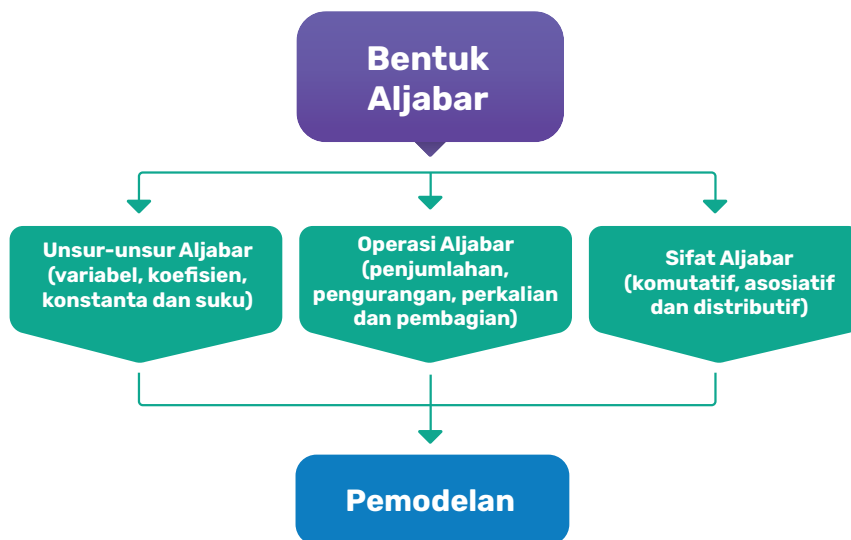 Bentuk
Aljabar
Unsur-unsur Aljabar
(variabel, koefisien,
konstanta dan suku)
Operasi Aljabar
(penjumlahan,
pengurangan, perkalian
dan pembagian)
Sifat Aljabar
(komutatif, asosiatif
dan distributif)
Pemodelan